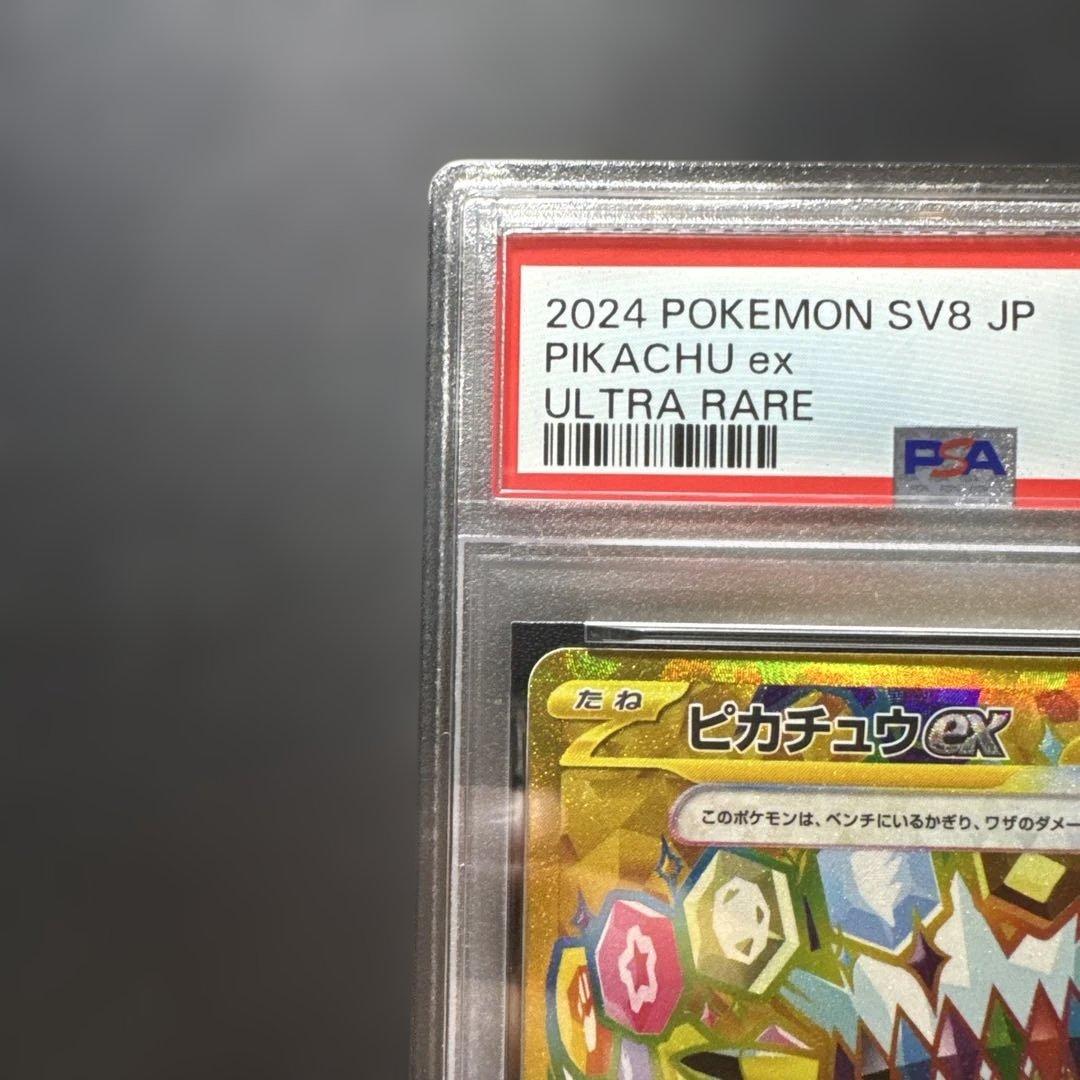 2024 POKEMON SV8 JP
PIKACHU ex
ULTRA RARE
PSA
たね
ピカチュウex
このポケモンは、ベンチにいるかぎり、ワザのダメー